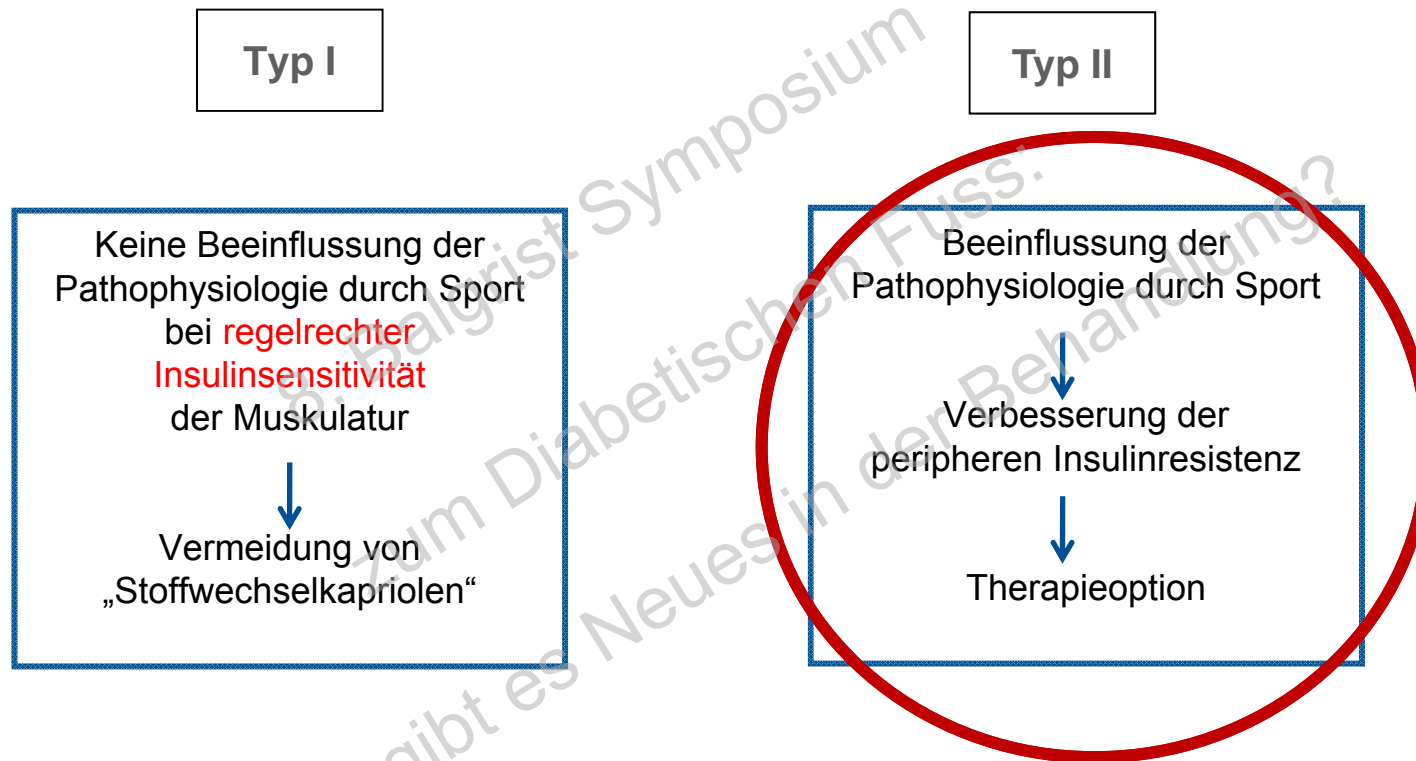 Typ I
Keine Beeinflussung der
Pathophysiologie durch Sport
bei regelrechter
Insulinsensitivität
der Muskulatur
Vermeidung von
„Stoffwechselkapriolen“
Typ II
Beeinflussung der
Pathophysiologie durch Sport
Verbesserung der
peripheren Insulinresistenz
Therapieoption
8. Balgrist Symposium
zum Diabetischen Fuss:
gibt es Neues in der Behandlung?